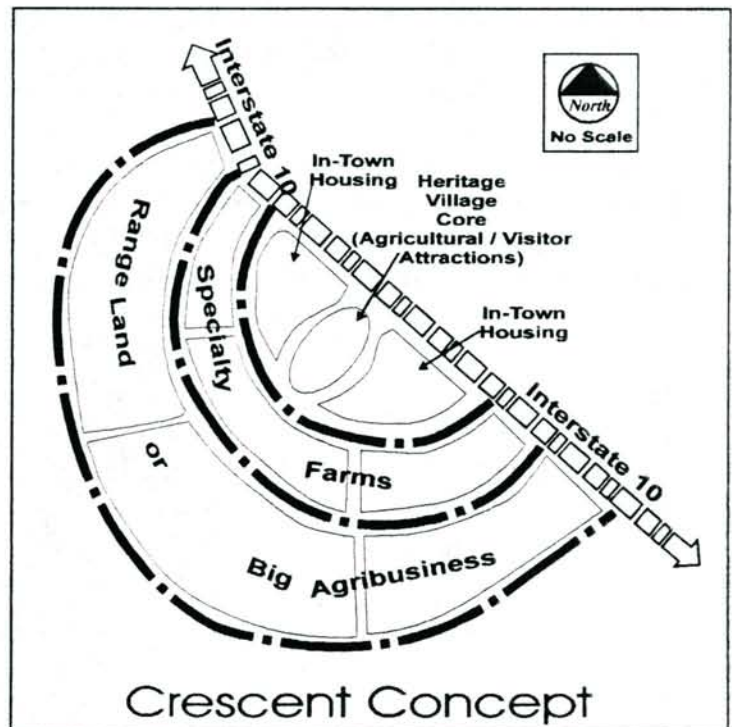 Interstate 10
North
No Scale
In-Town
Housing
Heritage
Village
Core
(Agricultural / Visitor
Attractions)
In-Town
Housing
Interstate 10
Range Land
or
Big Agribusiness
Specialty
Farms
Crescent Concept